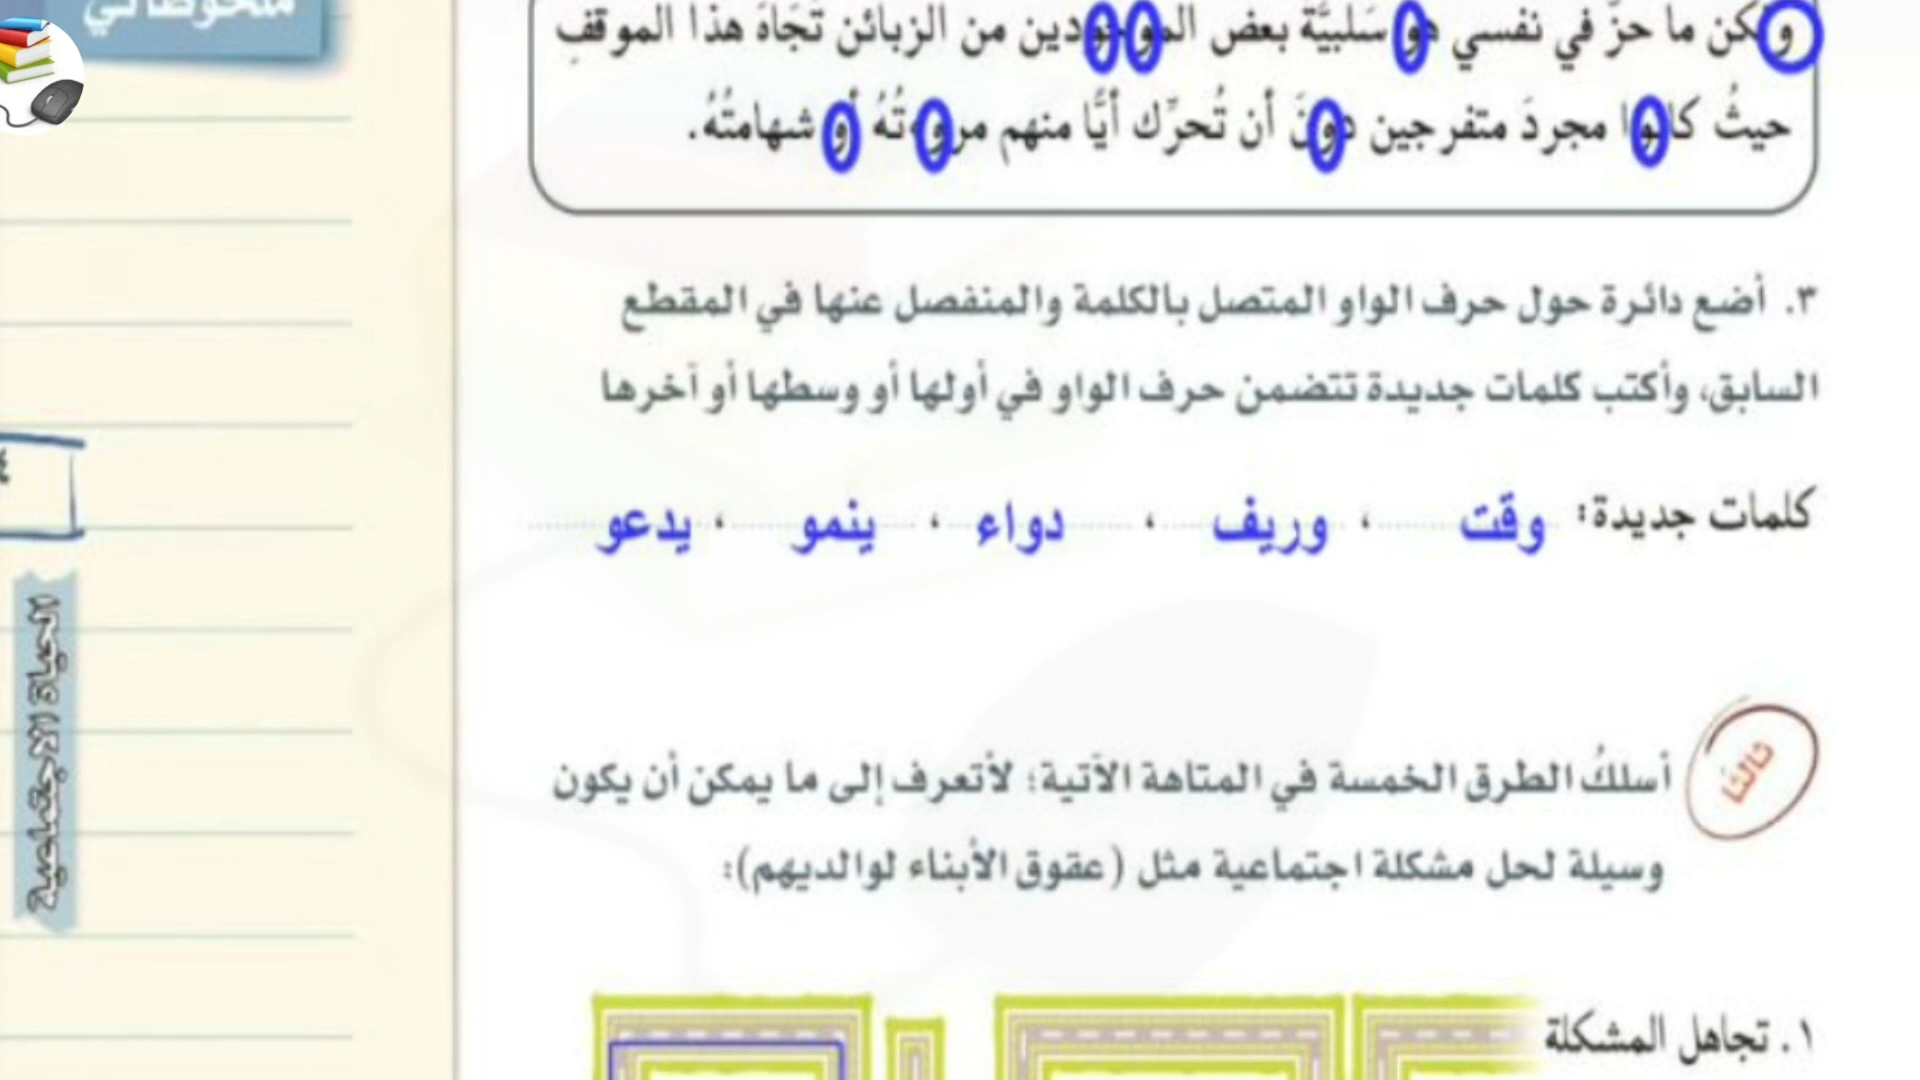 ولكن ما حزَّ في نفسي هو سَلبيَّة بعض الموجودين من الزبائن تُجَاهَ هذا الموقفِ
حيثُ كانوا مجردَ متفرجين دونَ أن تُحرِّك أيًّا منهم مروءتُهُ أو شهامتُهُ.
٣. أضع دائرة حول حرف الواو المتصل بالكلمة والمنفصل عنها في المقطع
السابق، وأكتب كلمات جديدة تتضمن حرف الواو في أولها أو وسطها أو آخرها
كلمات جديدة: وقت ، وريف ، دواء ، ينمو ، يدعو
ثالثًا
أسلكُ الطرق الخمسة في المتاهة الآتية؛ لأتعرف إلى ما يمكن أن يكون
وسيلة لحل مشكلة اجتماعية مثل (عقوق الأبناء لوالديهم):
١. تجاهل المشكلة
ملحوظاتي
الحياة الاجتماعية